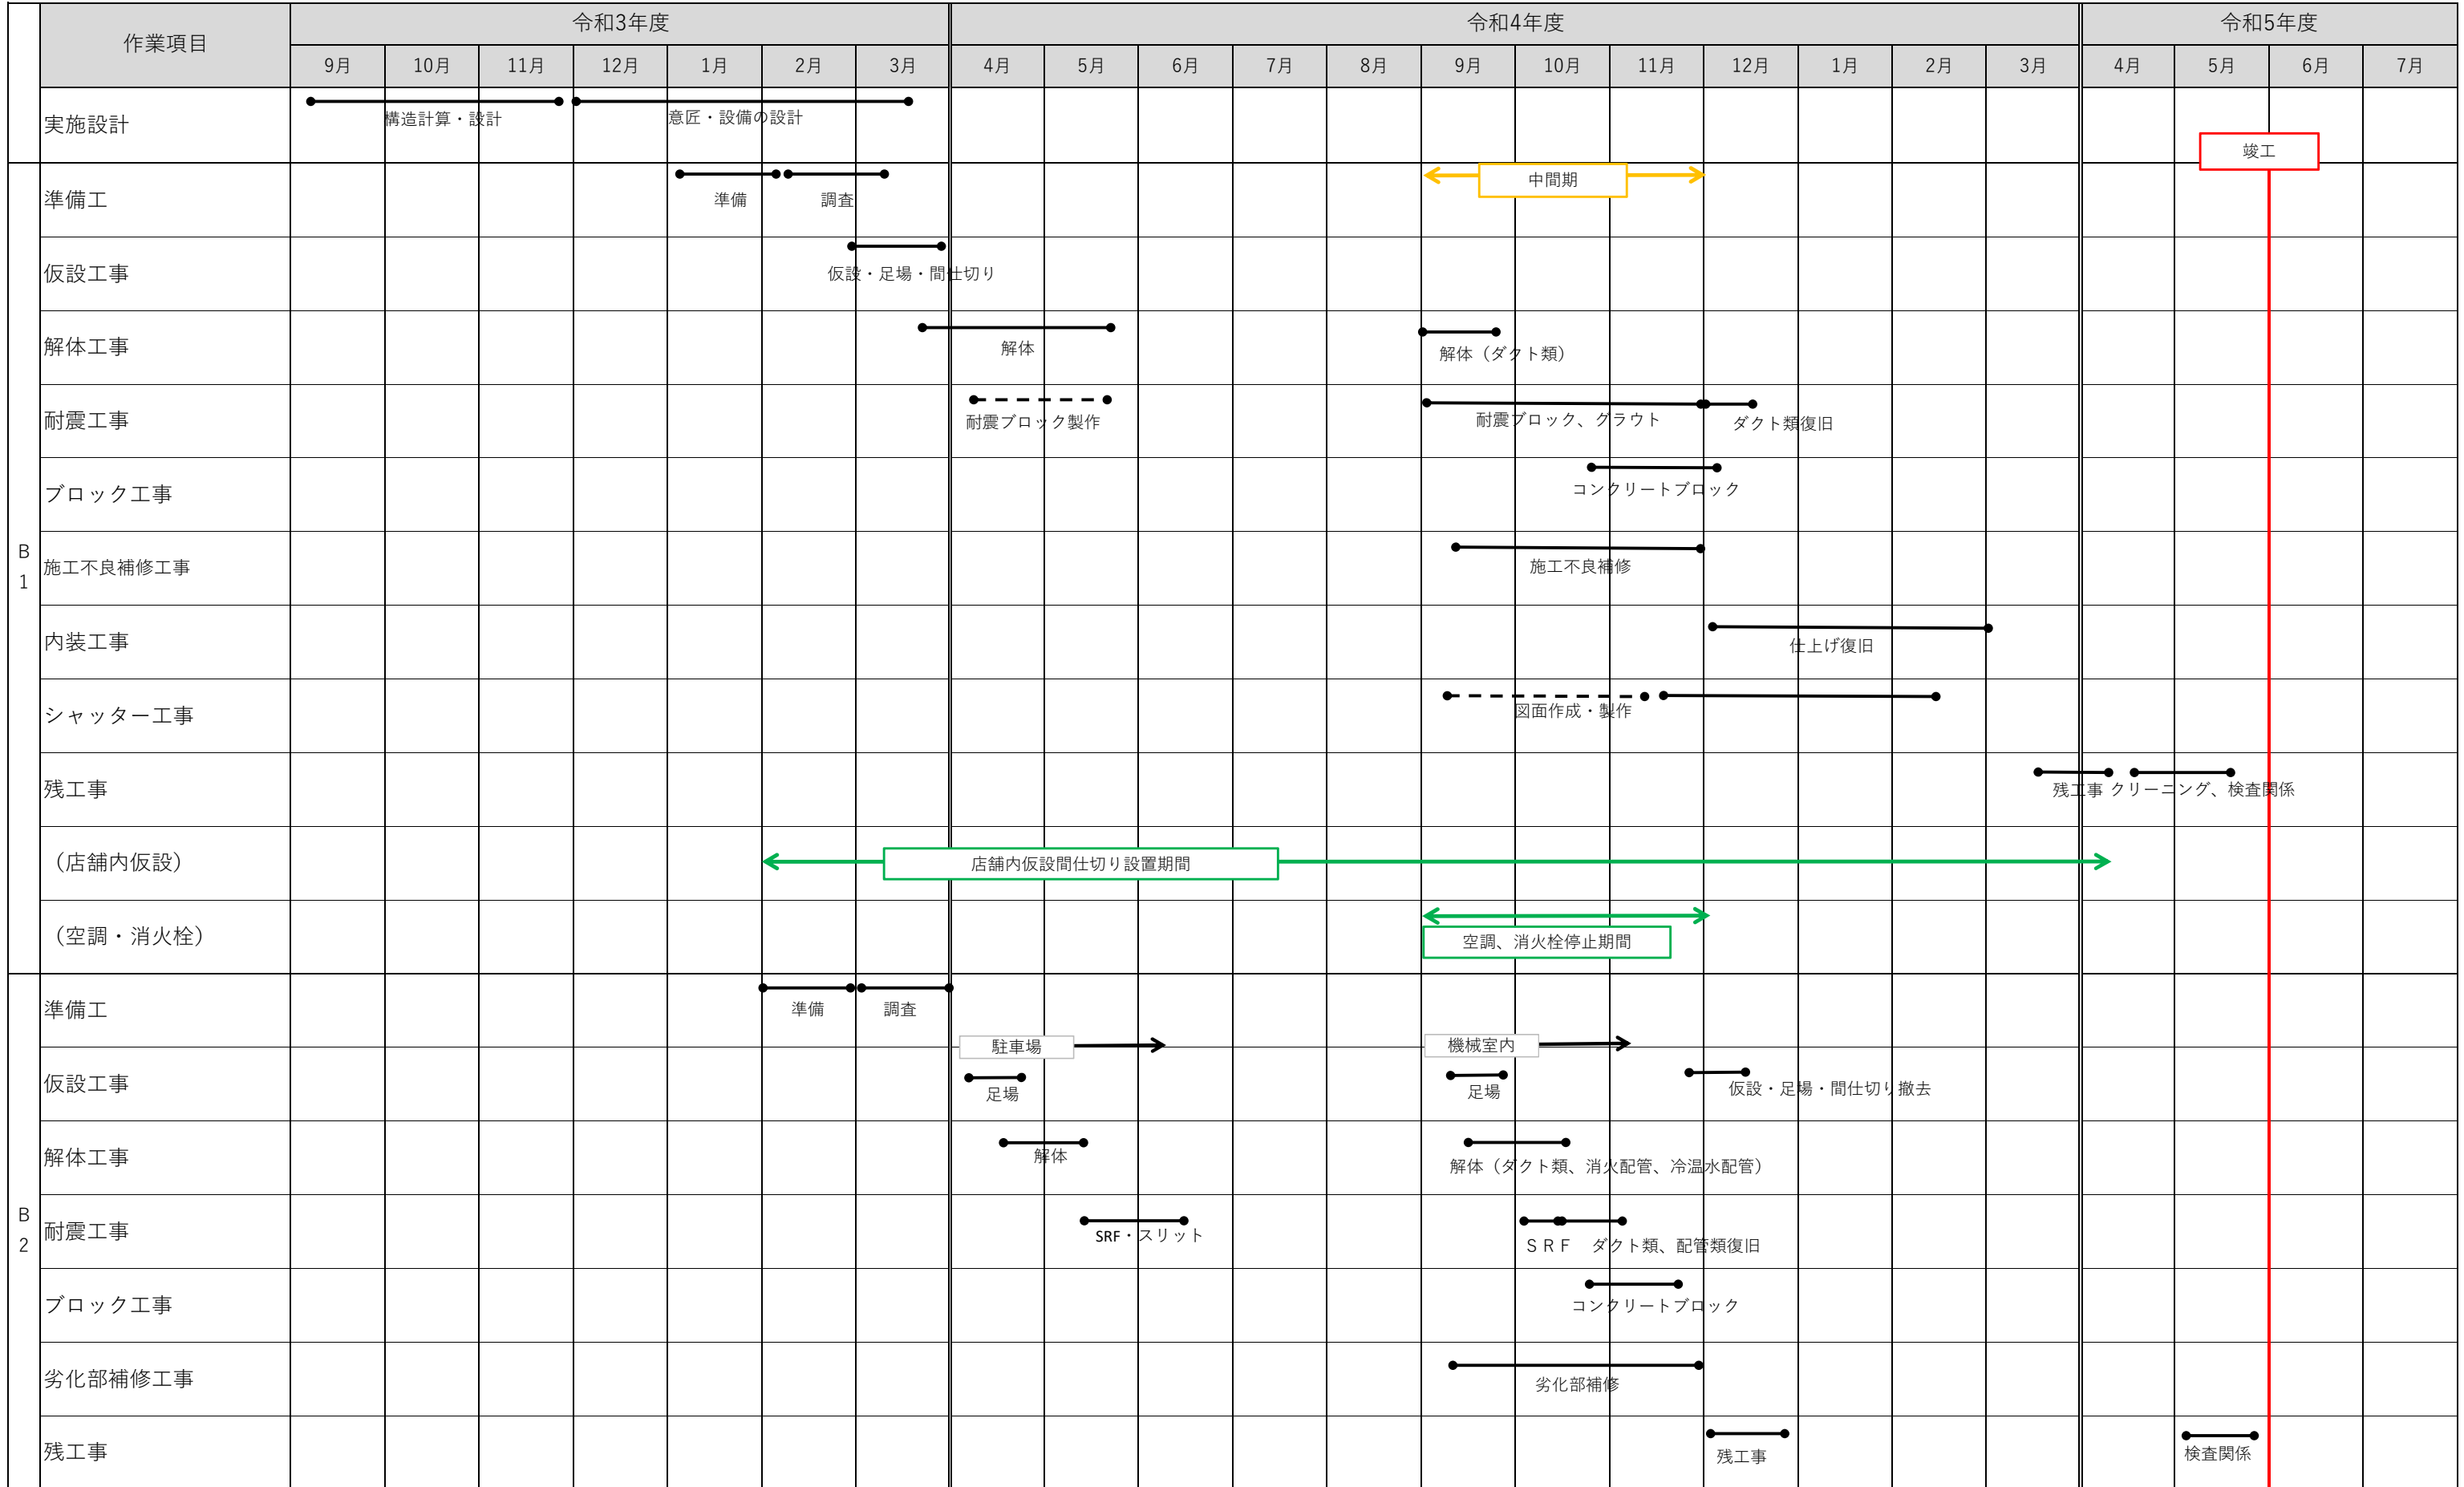 作業項目
令和3年度
令和4年度
令和5年度
9月 10月 11月 12月 1月 2月 3月 4月 5月 6月 7月 8月 9月 10月 11月 12月 1月 2月 3月 4月 5月 6月 7月
実施設計
構造計算・設計
意匠・設備の設計
竣工
B1
準備工
準備
調査
中間期
仮設工事
仮設・足場・間仕切り
解体工事
解体
解体（ダクト類）
耐震工事
耐震ブロック製作
耐震ブロック、グラウト
ダクト類復旧
ブロック工事
コンクリートブロック
施工不良補修工事
施工不良補修
内装工事
仕上げ復旧
シャッター工事
図面作成・製作
残工事
残工事
クリーニング、検査関係
（店舗内仮設）
店舗内仮設間仕切り設置期間
（空調・消火栓）
空調、消火栓停止期間
B2
準備工
準備
調査
駐車場
機械室内
仮設工事
足場
足場
仮設・足場・間仕切り撤去
解体工事
解体
解体（ダクト類、消火配管、冷温水配管）
耐震工事
SRF・スリット
ＳＲＦ　ダクト類、配管類復旧
ブロック工事
コンクリートブロック
劣化部補修工事
劣化部補修
残工事
残工事
検査関係